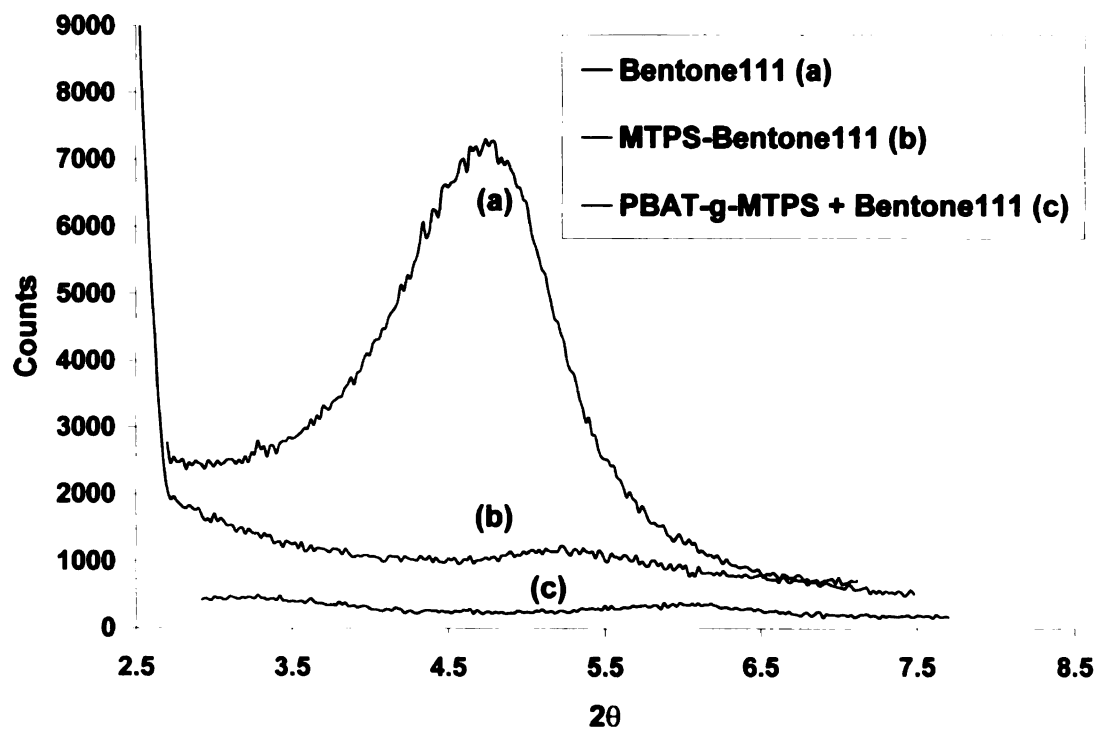 9000
8000
7000
6000
5000
4000
3000
2000
1000
0
Counts
Bentone111 (a)
MTPS-Bentone111 (b)
PBAT-g-MTPS + Bentone111 (c)
(a)
(b)
(c)
2.5 3.5 4.5 5.5 6.5 7.5 8.5
2θ